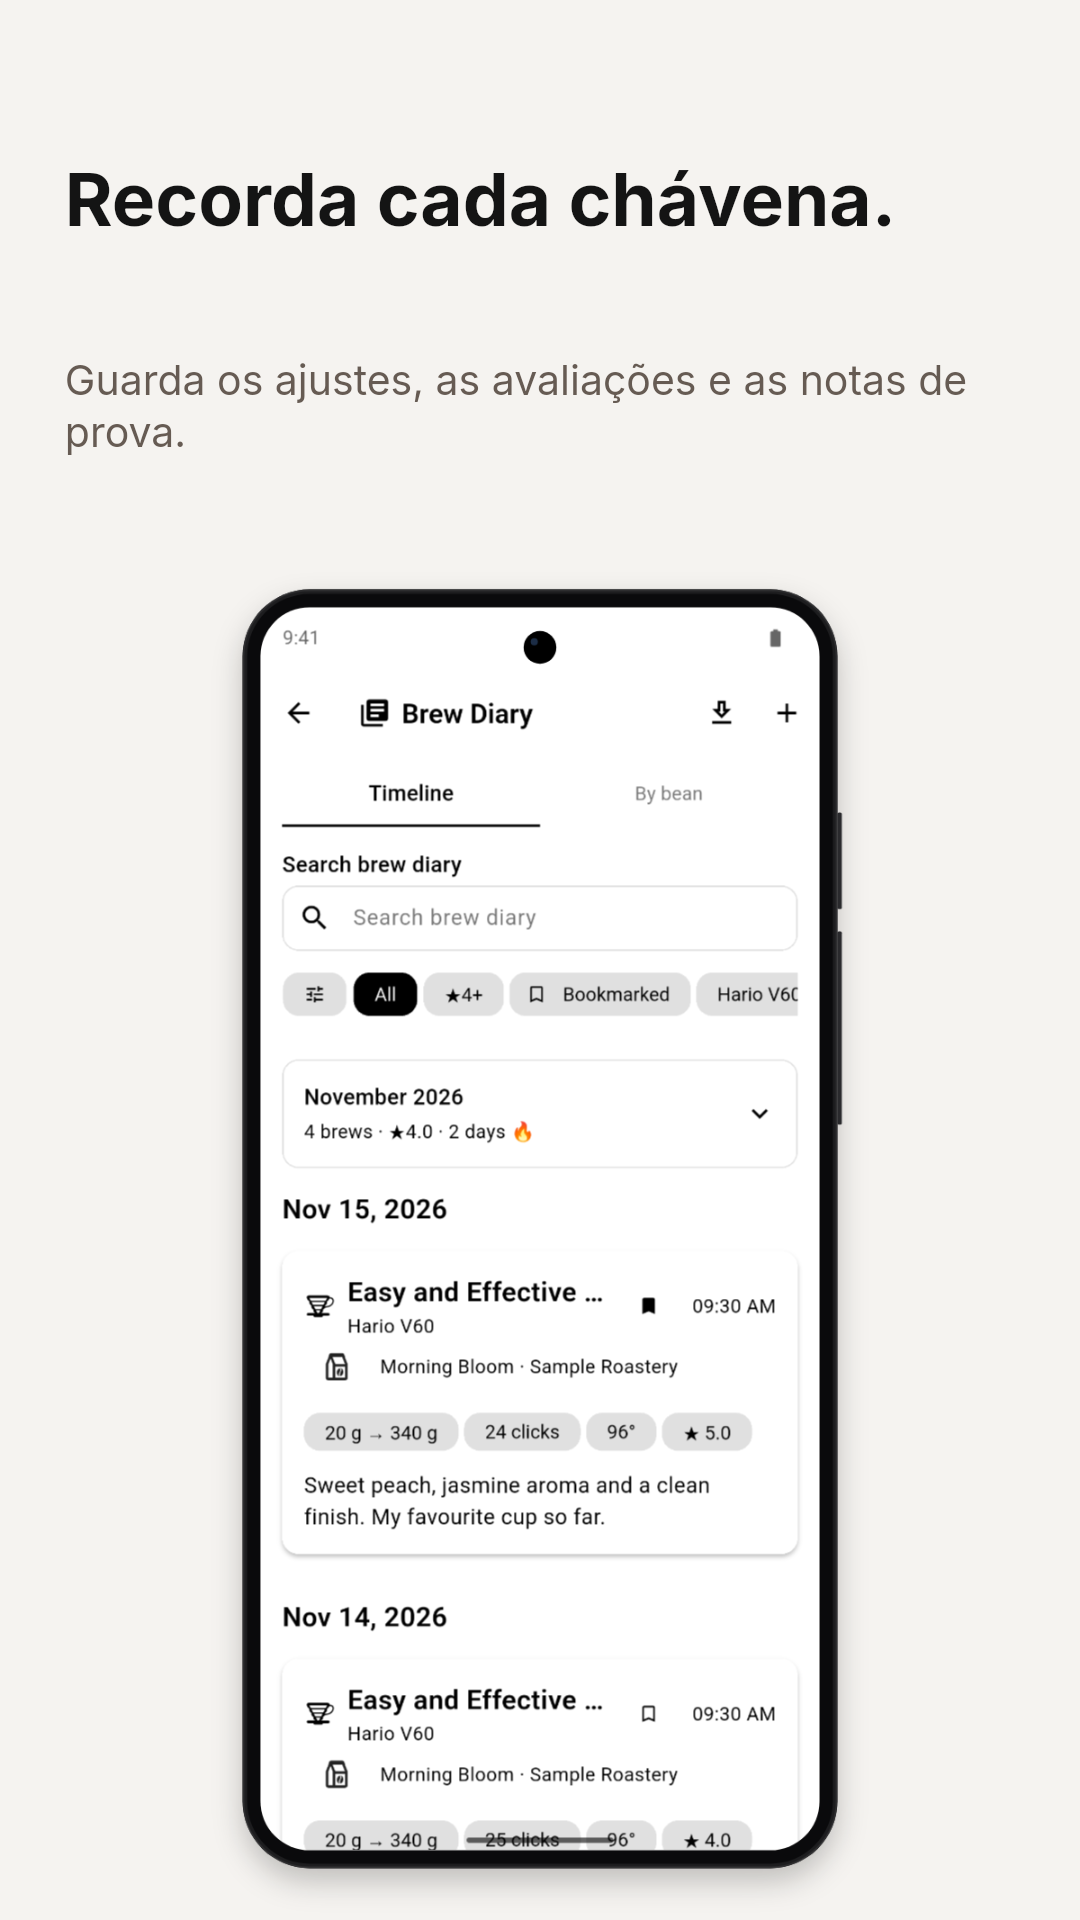 Recorda cada chávena.
Guarda os ajustes, as avaliações e as notas de
prova.
9:41
Brew Diary
Timeline
By bean
Search brew diary
Search brew diary
All
★4+
Bookmarked
Hario V60
November 2026
4 brews · ★4.0 · 2 days 🔥
Nov 15, 2026
Easy and Effective ...
Hario V60
09:30 AM
Morning Bloom · Sample Roastery
20 g → 340 g
24 clicks
96°
★ 5.0
Sweet peach, jasmine aroma and a clean
finish. My favourite cup so far.
Nov 14, 2026
Easy and Effective ...
Hario V60
09:30 AM
Morning Bloom · Sample Roastery
20 g → 340 g
25 clicks
96°
★ 4.0